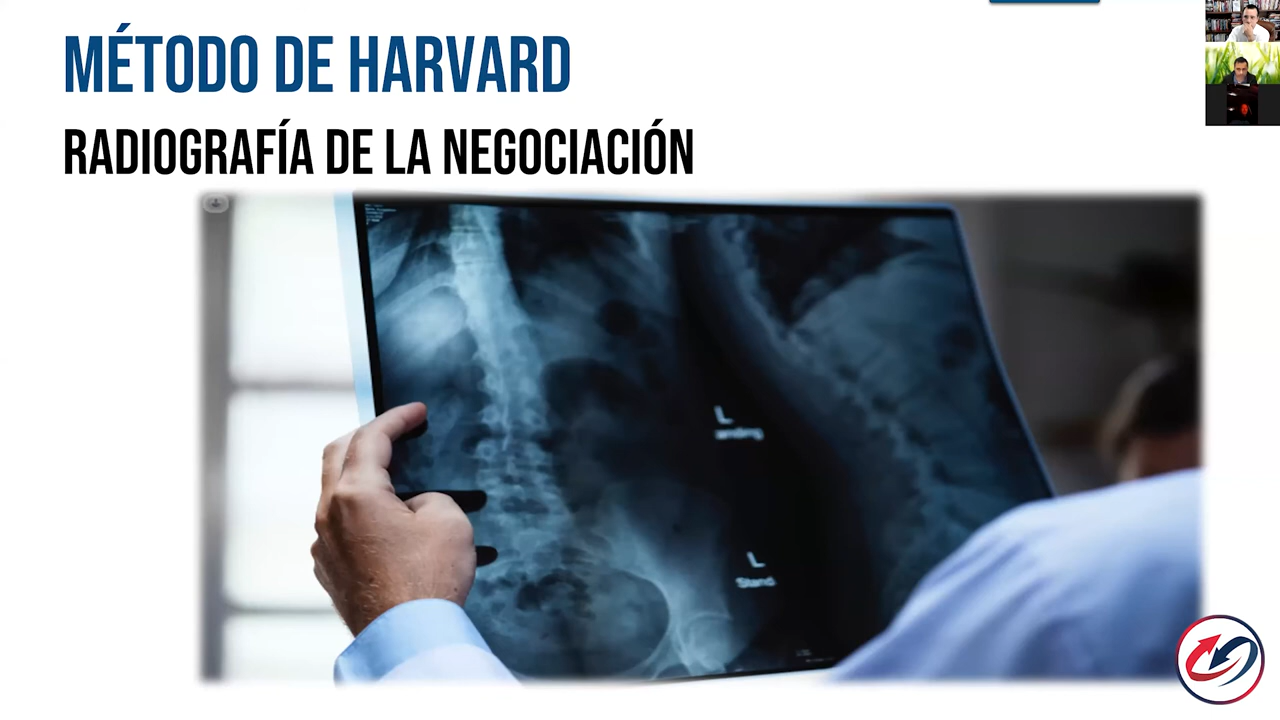 MÉTODO DE HARVARD
RADIOGRAFÍA DE LA NEGOCIACIÓN
L
L
Stand